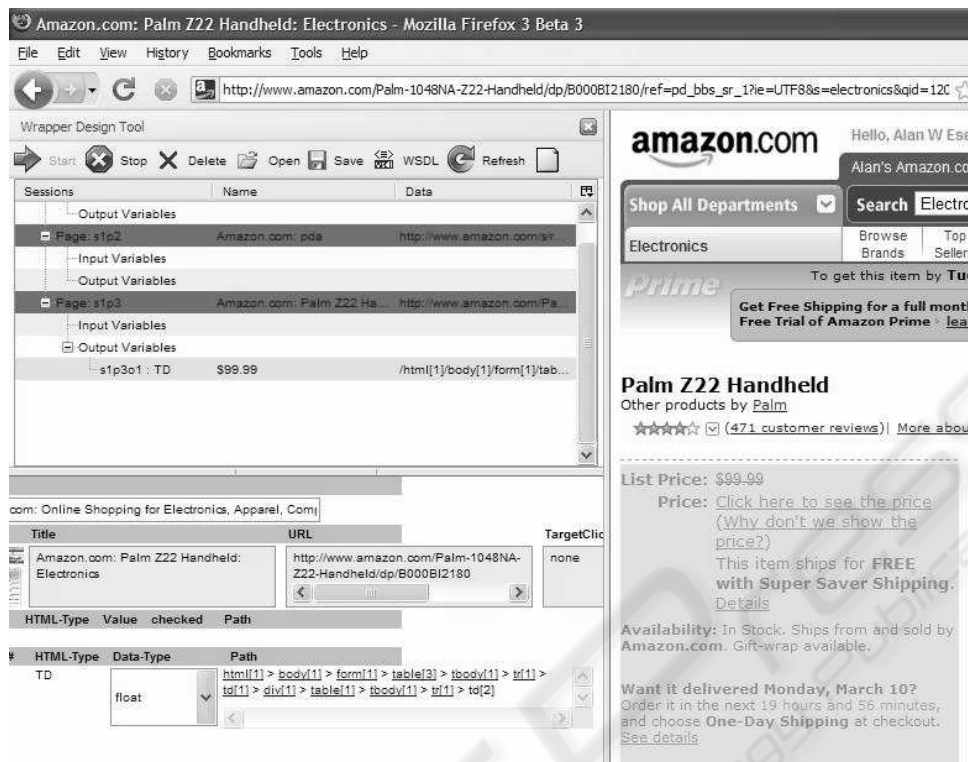 Amazon.com: Palm Z22 Handheld: Electronics - Mozilla Firefox 3 Beta 3
File Edit View History Bookmarks Tools Help
http://www.amazon.com/Palm-1048NA-Z22-Handheld/dp/B000BI2180/ref=pd_bbs_sr_1?ie=UTF8&s=electronics&qid=120
Wrapper Design Tool
Start Stop Delete Open Save WSDL Refresh
Sessions Name Data
Output Variables
Page: s1p2 Amazon.com: pda http://www.amazon.com/s/r...
Input Variables
Output Variables
Page: s1p3 Amazon.com: Palm Z22 Ha... http://www.amazon.com/Pa...
Input Variables
Output Variables
s1p3o1 : TD $99.99 /html[1]/body[1]/form[1]/tab...
com: Online Shopping for Electronics, Apparel, Com
Title URL TargetClic
Amazon.com: Palm Z22 Handheld: Electronics
http://www.amazon.com/Palm-1048NA-
Z22-Handheld/dp/B000BI2180
none
HTML-Type Value checked Path
# HTML-Type Data-Type Path
TD float
html[1] > body[1] > form[1] > table[3] > tbody[1] > tr[1] >
td[1] > div[1] > table[1] > tbody[1] > tr[1] > td[2]
amazon.com
Hello, Alan W Ese
Alan's Amazon.co
Shop All Departments Search Electro
Electronics Browse Brands Top Seller
Prime
To get this item by Tu
Get Free Shipping for a full mont
Free Trial of Amazon Prime lea
Palm Z22 Handheld
Other products by Palm
(471 customer reviews)| More abou
List Price: $99.99
Price: Click here to see the price
(Why don't we show the
price?)
This item ships for FREE
with Super Saver Shipping.
Details
Availability: In Stock. Ships from and sold by
Amazon.com. Gift-wrap available.
Want it delivered Monday, March 10?
Order it in the next 19 hours and 56 minutes,
and choose One-Day Shipping at checkout.
See details